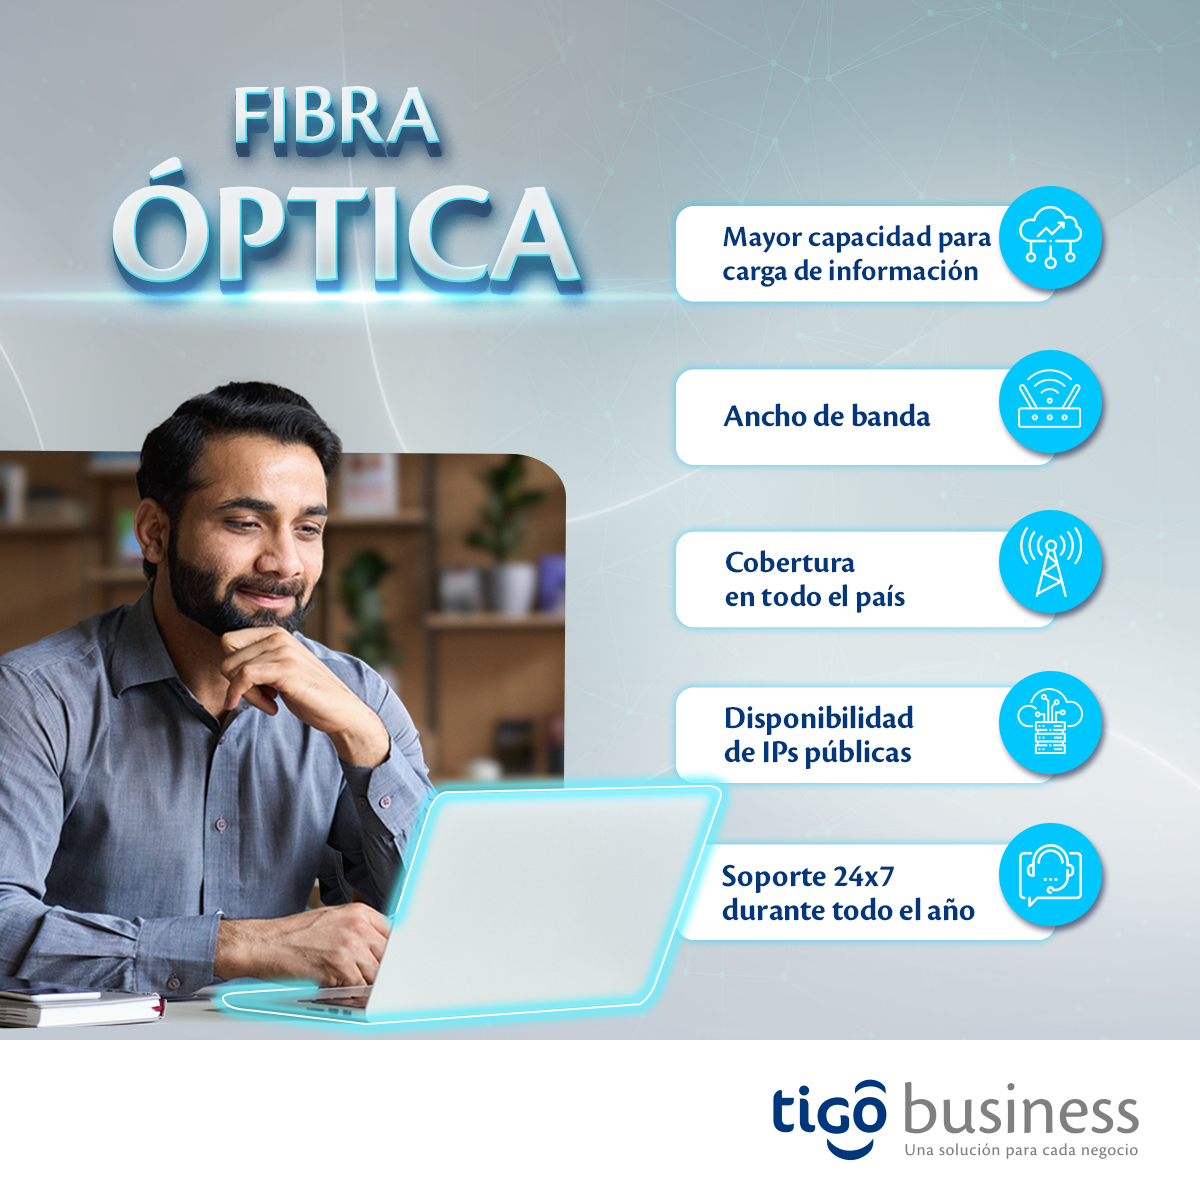 FIBRA
ÓPTICA
Mayor capacidad para
carga de información
Ancho de banda
Cobertura
en todo el país
Disponibilidad
de IPs públicas
Soporte 24x7
durante todo el año
tigo business
Una solución para cada negocio